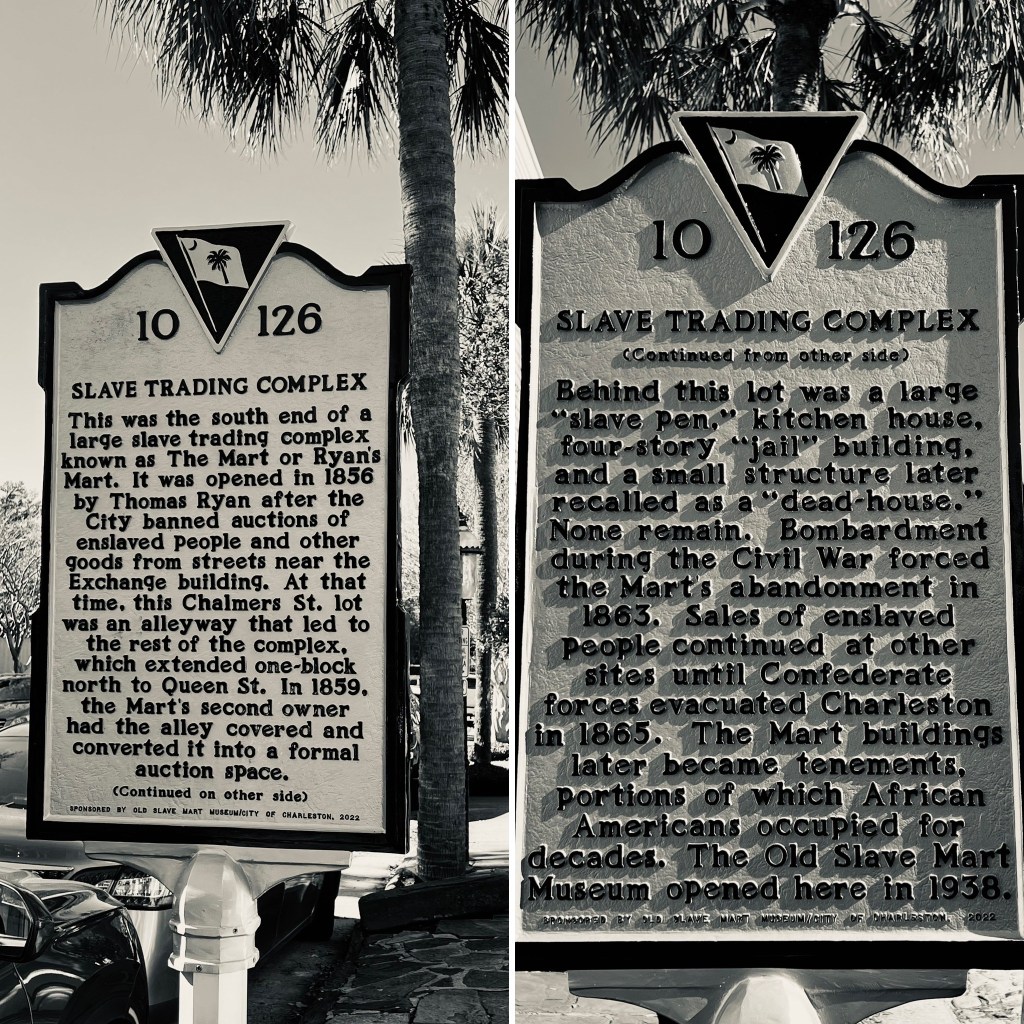 10 126
SLAVE TRADING COMPLEX
This was the south end of a
large slave trading complex
known as The Mart or Ryan's
Mart. It was opened in 1856
by Thomas Ryan after the
City banned auctions of
enslaved people and other
goods from streets near the
Exchange building. At that
time, this Chalmers St. lot
was an alleyway that led to
the rest of the complex,
which extended one-block
north to Queen St. In 1859,
the Mart's second owner
had the alley covered and
converted it into a formal
auction space.
(Continued on other side)
SPONSORED BY OLD SLAVE MART MUSEUM/CITY OF CHARLESTON, 2022
10 126
SLAVE TRADING COMPLEX
(Continued from other side)
Behind this lot was a large
"slave pen," kitchen house,
four-story "jail" building,
and a small structure later
recalled as a "dead-house."
None remain. Bombardment
during the Civil War forced
the Mart's abandonment in
1863. Sales of enslaved
people continued at other
sites until Confederate
forces evacuated Charleston
in 1865. The Mart buildings
later became tenements,
portions of which African
Americans occupied for
decades. The Old Slave Mart
Museum opened here in 1938.
SPONSORED BY OLD SLAVE MART MUSEUM/CITY OF CHARLESTON, 2022